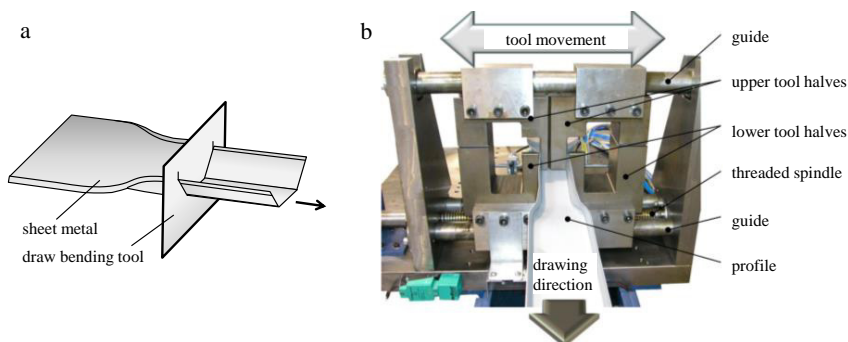 a
sheet metal
draw bending tool
b
tool movement
guide
upper tool halves
lower tool halves
threaded spindle
guide
profile
drawing
direction